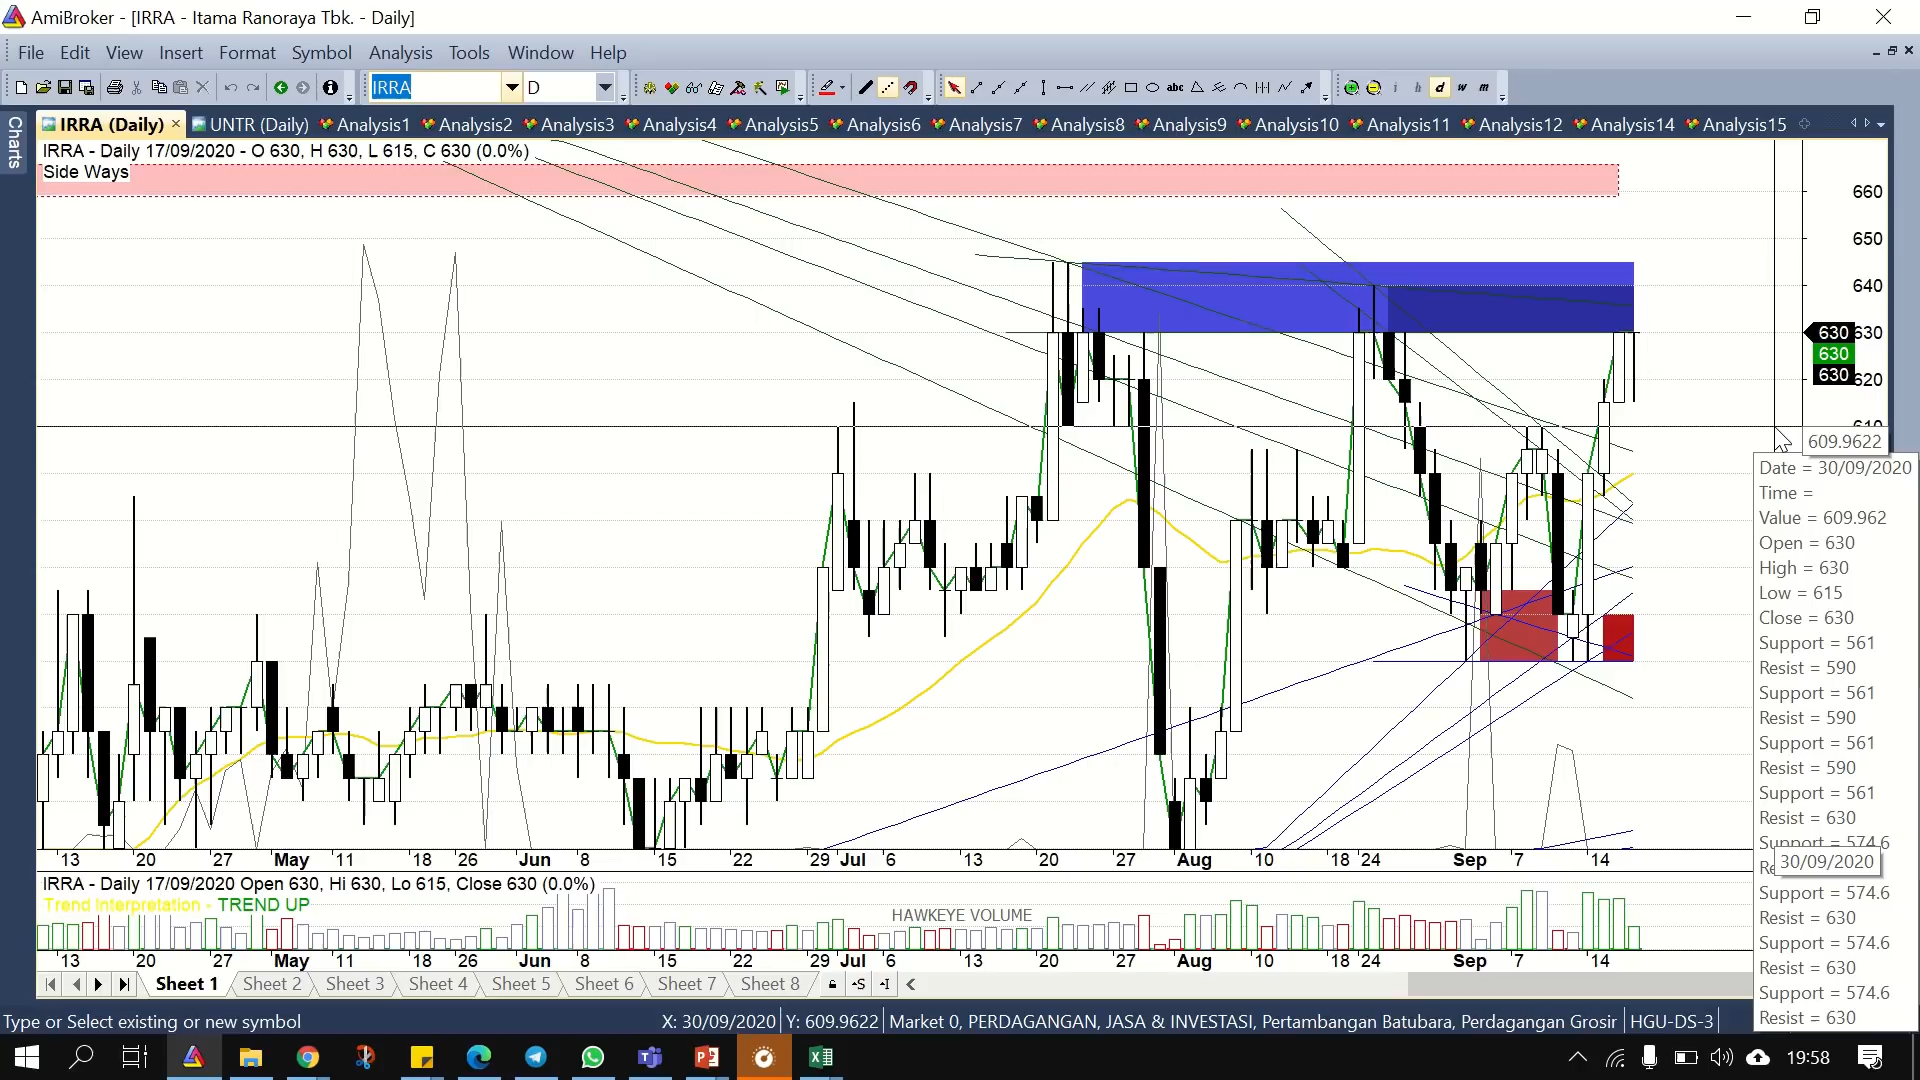 AmiBroker - [IRRA - Itama Ranoraya Tbk. - Daily]
File Edit View Insert Format Symbol Analysis Tools Window Help
IRRA D abc i h d w m
Charts
IRRA (Daily) × UNTR (Daily) Analysis1 Analysis2 Analysis3 Analysis4 Analysis5 Analysis6 Analysis7 Analysis8 Analysis9 Analysis10 Analysis11 Analysis12 Analysis14 Analysis15
IRRA - Daily 17/09/2020 - O 630, H 630, L 615, C 630 (0.0%)
Side Ways
660
650
640
630 630
630
630 620
610
609.9622
Date = 30/09/2020
Time =
Value = 609.962
Open = 630
High = 630
Low = 615
Close = 630
Support = 561
Resist = 590
Support = 561
Resist = 590
Support = 561
Resist = 590
Support = 561
Resist = 630
Support = 574.6
30/09/2020
Support = 574.6
Resist = 630
Support = 574.6
Resist = 630
Support = 574.6
Resist = 630
13 20 27 May 11 18 26 Jun 8 15 22 29 Jul 6 13 20 27 Aug 10 18 24 Sep 7 14
IRRA - Daily 17/09/2020 Open 630, Hi 630, Lo 615, Close 630 (0.0%)
Trend Interpretation - TREND UP
HAWKEYE VOLUME
13 20 27 May 11 18 26 Jun 8 15 22 29 Jul 6 13 20 27 Aug 10 18 24 Sep 7 14
Sheet 1 Sheet 2 Sheet 3 Sheet 4 Sheet 5 Sheet 6 Sheet 7 Sheet 8
Type or Select existing or new symbol X: 30/09/2020 Y: 609.9622 Market 0, PERDAGANGAN, JASA & INVESTASI, Pertambangan Batubara, Perdagangan Grosir HGU-DS-3
19:58